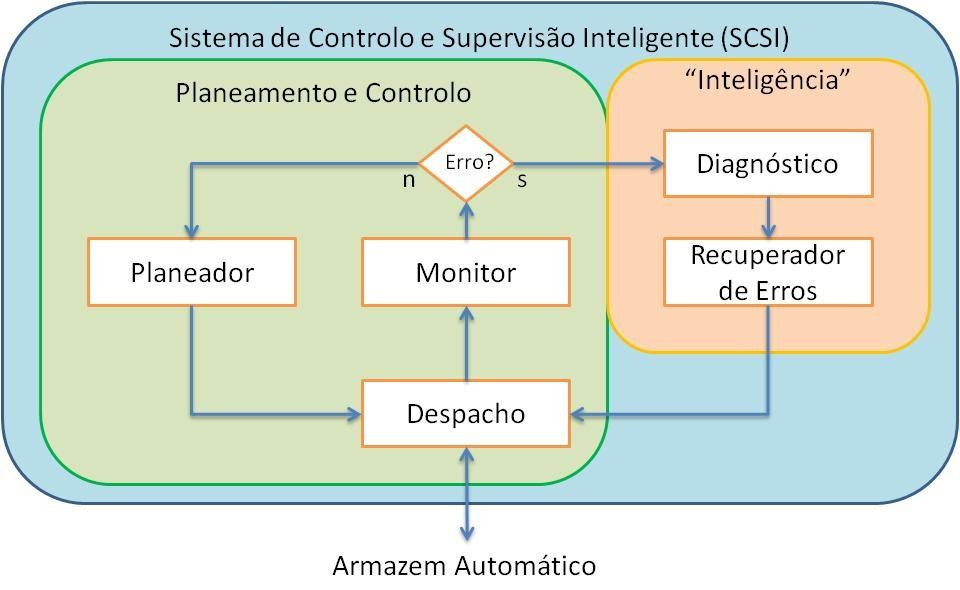 Sistema de Controlo e Supervisão Inteligente (SCSI)
Planeamento e Controlo
“Inteligência”
Erro?
n
s
Diagnóstico
Planeador
Monitor
Recuperador
de Erros
Despacho
Armazem Automático